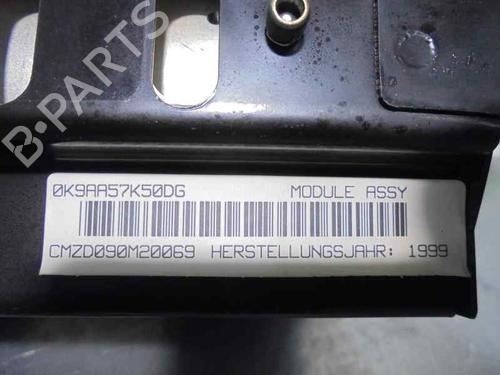 B-PARTS
0K9AA57K50DG MODULE ASSY
CMZD090M20069 HERSTELLUNGSJAHR: 1999